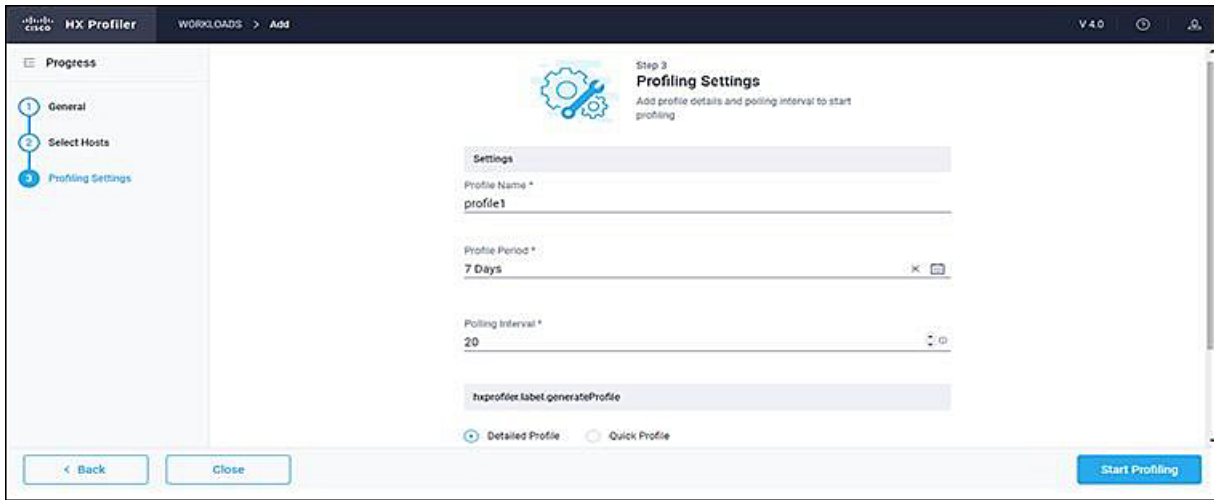 cisco HX Profiler WORKLOADS > Add V 4.0
Progress
1 General
2 Select Hosts
3 Profiling Settings
Step 3
Profiling Settings
Add profile details and polling interval to start
profiling
Settings
Profile Name *
profile1
Profile Period *
7 Days
Polling Interval *
20
hxprofiler.label.generateProfile
Detailed Profile Quick Profile
< Back Close Start Profiling